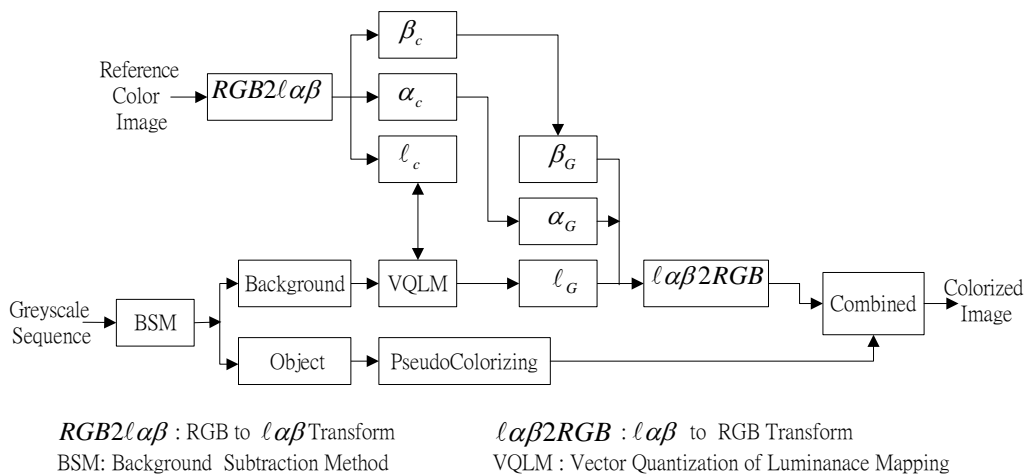 Reference
Color
Image
RGB2ℓαβ
β_c
α_c
ℓ_c
β_G
α_G
ℓ_G
Background
VQLM
ℓαβ2RGB
Greyscale
Sequence
BSM
Combined
Colorized
Image
Object
PseudoColorizing
RGB2ℓαβ : RGB to ℓαβ Transform
ℓαβ2RGB : ℓαβ to RGB Transform
BSM: Background Subtraction Method
VQLM : Vector Quantization of Luminanace Mapping